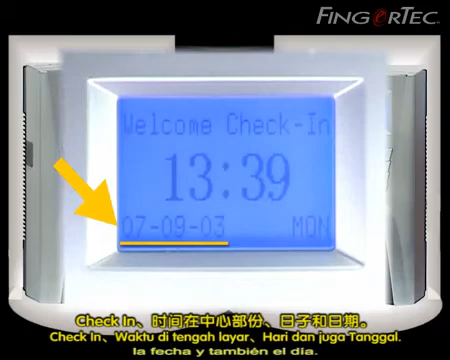 FINGERTEC
Welcome Check-In
13:39
07-09-03 MON
Check In、时间在中心部份、日子和日期。
Check In、Waktu di tengah layar、Hari dan juga Tanggal.
la fecha y también el día.